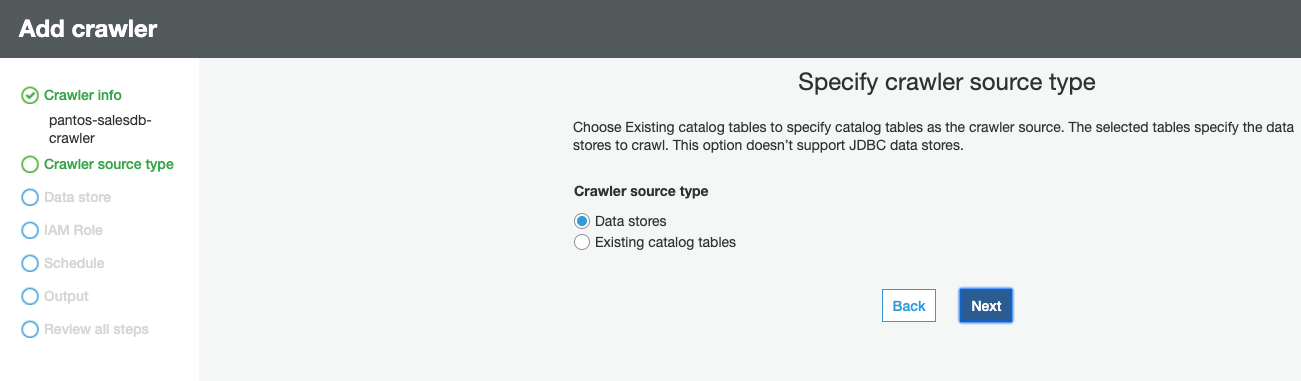 Add crawler
Crawler info
pantos-salesdb-
crawler
Crawler source type
Data store
IAM Role
Schedule
Output
Review all steps
Specify crawler source type
Choose Existing catalog tables to specify catalog tables as the crawler source. The selected tables specify the data
stores to crawl. This option doesn't support JDBC data stores.
Crawler source type
Data stores
Existing catalog tables
Back
Next